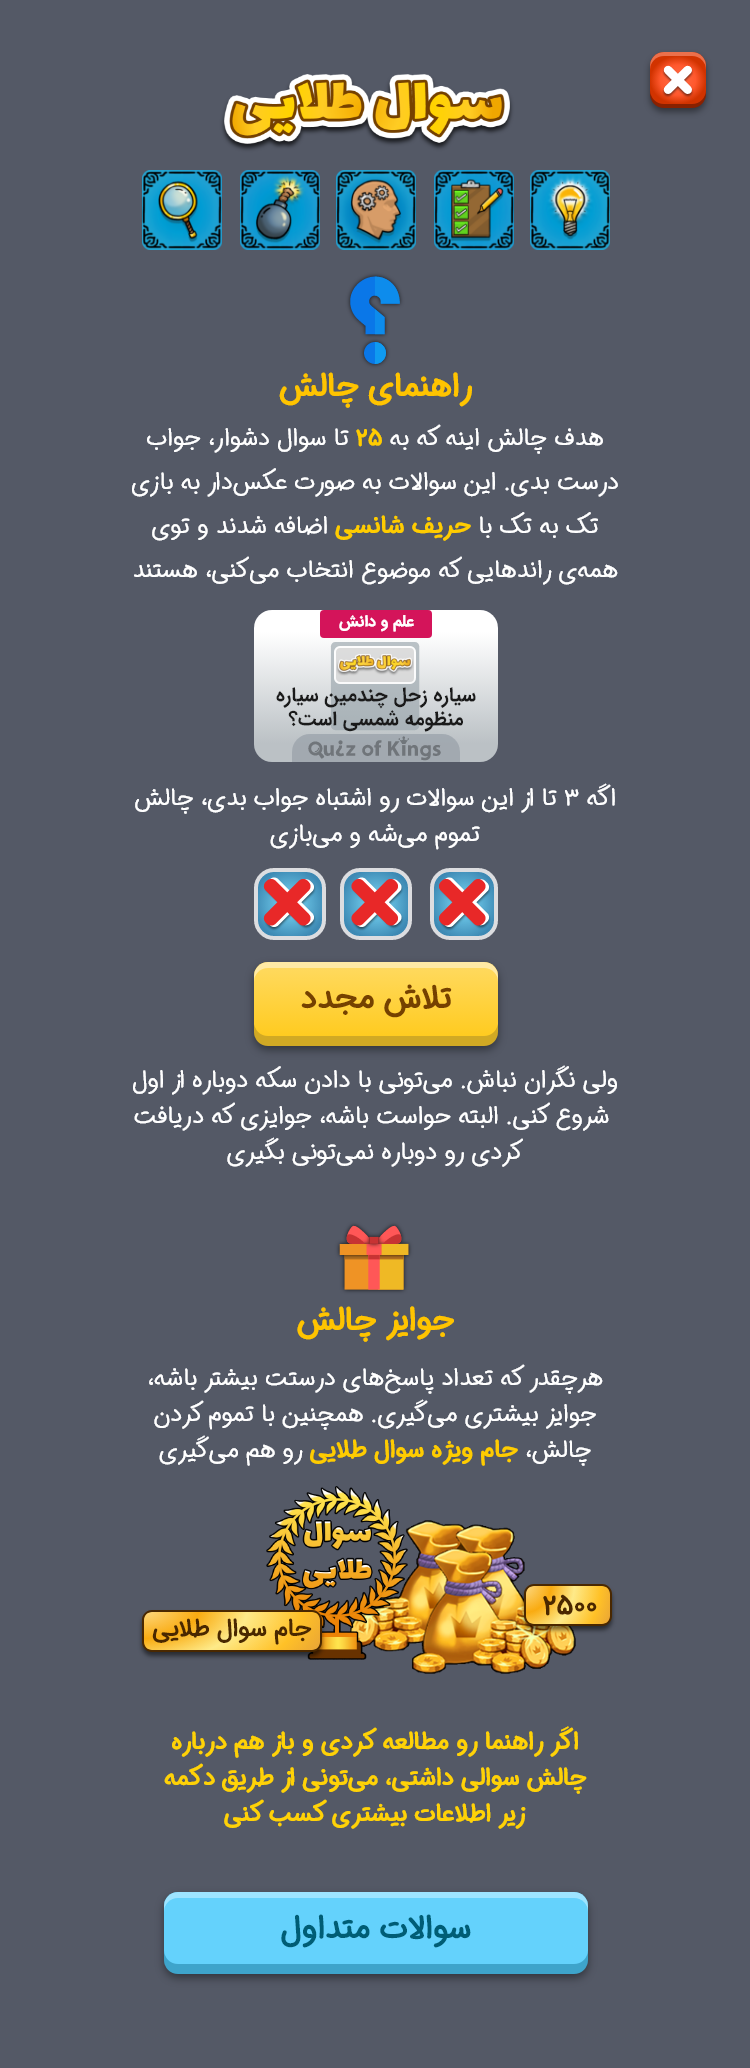 سوال طلایی
راهنمای چالش
هدف چالش اینه که به ۲۵ تا سوال دشوار، جواب
درست بدی. این سوالات به صورت عکس‌دار به بازی
تک به تک با حریف شانسی اضافه شدند و توی
همه‌ی راندهایی که موضوع انتخاب می‌کنی، هستند
علم و دانش
سوال طلایی
سیاره زحل چندمین سیاره
منظومه شمسی است؟
Quiz of Kings
اگه ۳ تا از این سوالات رو اشتباه جواب بدی، چالش
تموم می‌شه و می‌بازی
تلاش مجدد
ولی نگران نباش. می‌تونی با دادن سکه دوباره از اول
شروع کنی. البته حواست باشه، جوایزی که دریافت
کردی رو دوباره نمی‌تونی بگیری
جوایز چالش
هرچقدر که تعداد پاسخ‌های درستت بیشتر باشه،
جوایز بیشتری می‌گیری. همچنین با تموم کردن
چالش، جام ویژه سوال طلایی رو هم می‌گیری
سوال
طلایی
۲۵۰۰
جام سوال طلایی
اگر راهنما رو مطالعه کردی و باز هم درباره
چالش سوالی داشتی، می‌تونی از طریق دکمه
زیر اطلاعات بیشتری کسب کنی
سوالات متداول